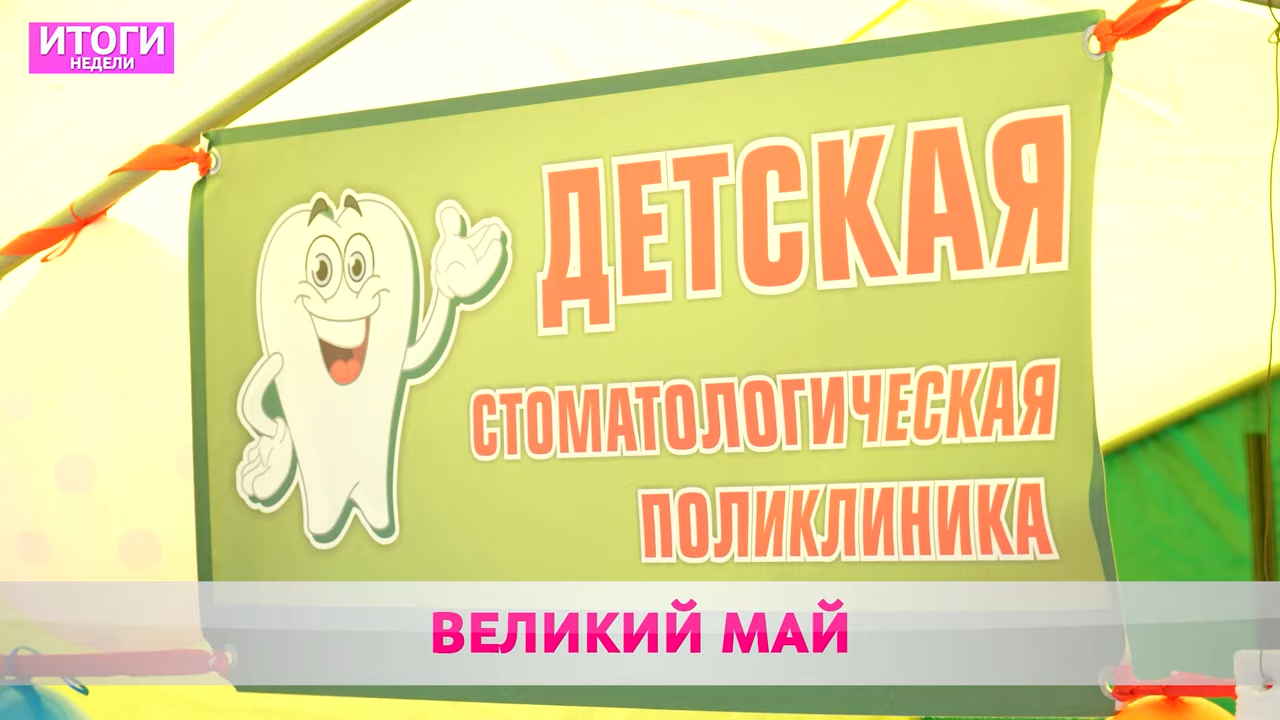 ИТОГИ
НЕДЕЛИ
ДЕТСКАЯ
СТОМАТОЛОГИЧЕСКАЯ
ПОЛИКЛИНИКА
ВЕЛИКИЙ МАЙ